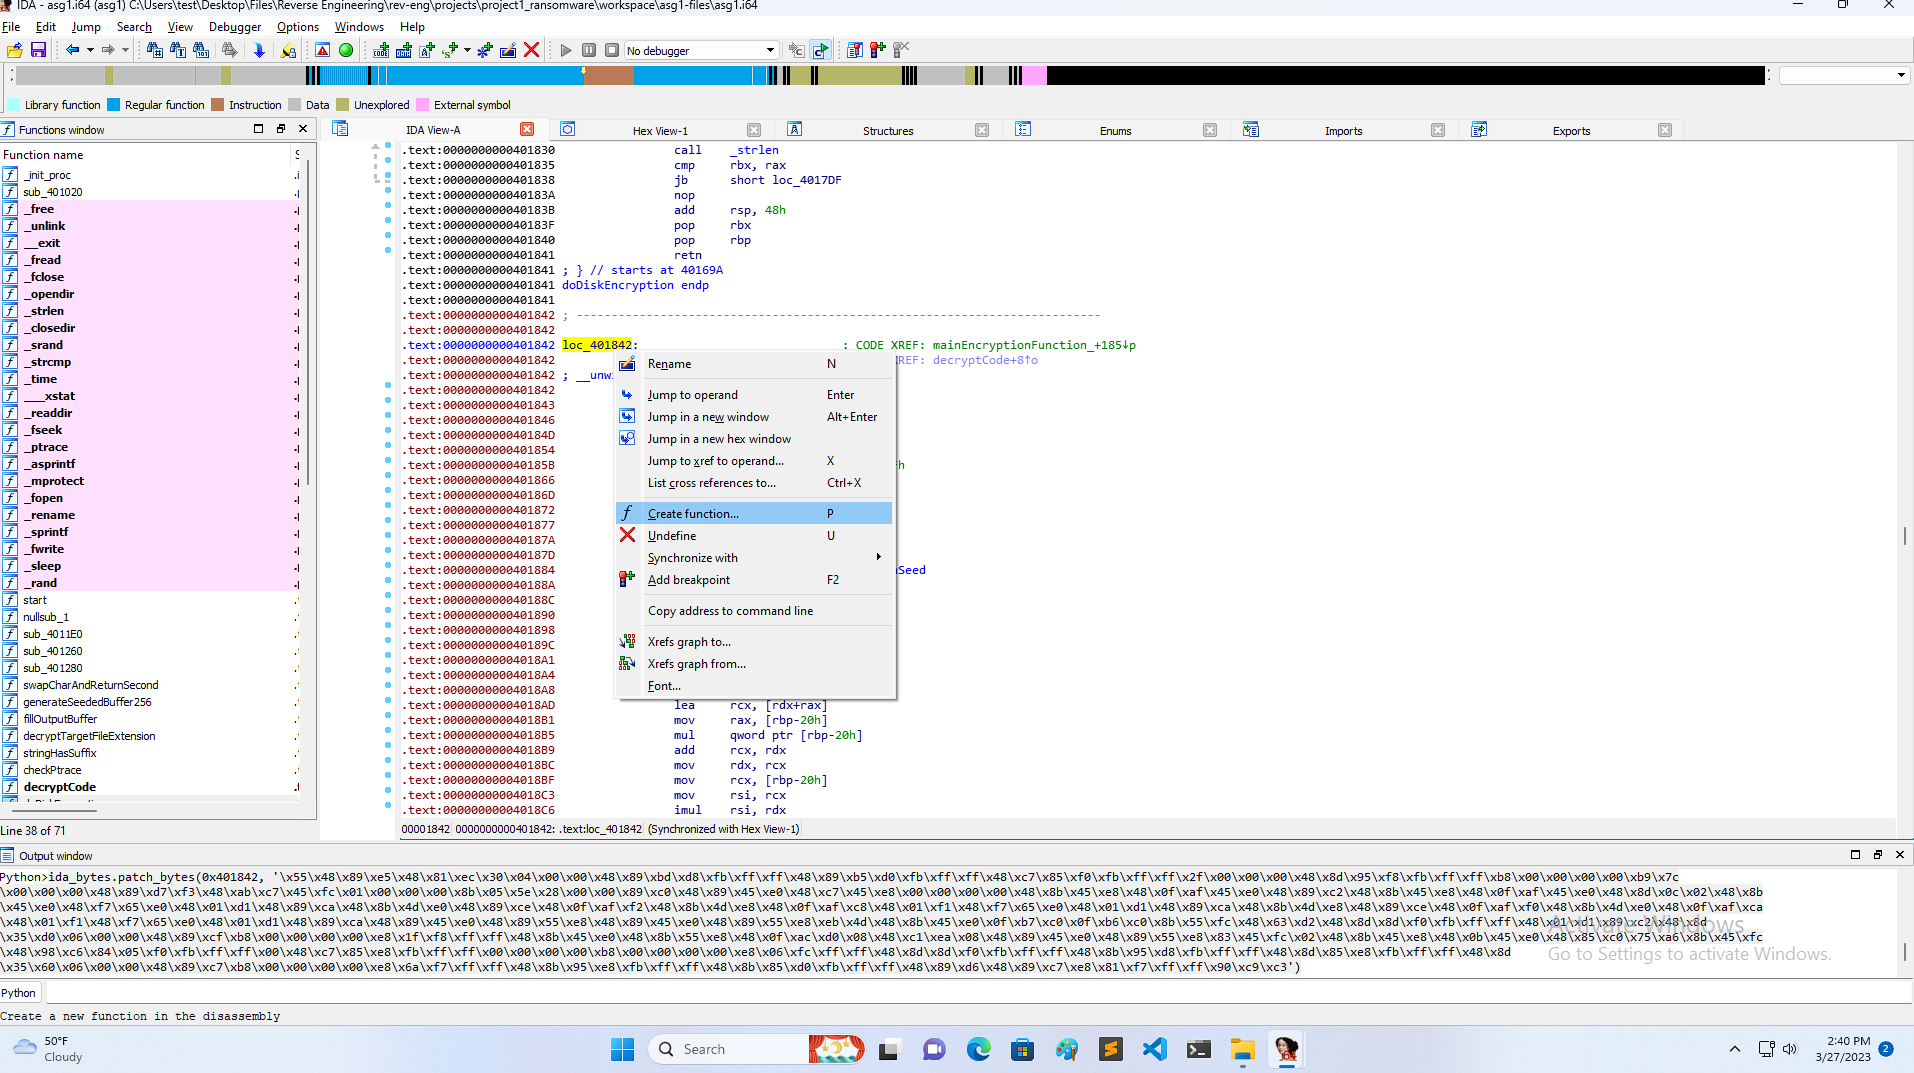 IDA - asg1.i64 (asg1) C:\Users\test\Desktop\Files\Reverse Engineering\rev-eng\projects\project1_ransomware\workspace\asg1-files\asg1.i64
File Edit Jump Search View Debugger Options Windows Help
No debugger
Library function Regular function Instruction Data Unexplored External symbol
Functions window
IDA View-A Hex View-1 Structures Enums Imports Exports
Function name S
_init_proc
sub_401020
_free
_unlink
__exit
_fread
_fclose
_opendir
_strlen
_closedir
_srand
_strcmp
_time
___xstat
_readdir
_fseek
_ptrace
_asprintf
_mprotect
_fopen
_rename
_sprintf
_fwrite
_sleep
_rand
start
nullsub_1
sub_4011E0
sub_401260
sub_401280
swapCharAndReturnSecond
generateSeededBuffer256
fillOutputBuffer
decryptTargetFileExtension
stringHasSuffix
checkPtrace
decryptCode
Line 38 of 71
.text:0000000000401830 call _strlen
.text:0000000000401835 cmp rbx, rax
.text:0000000000401838 jb short loc_4017DF
.text:000000000040183A nop
.text:000000000040183B add rsp, 48h
.text:000000000040183F pop rbx
.text:0000000000401840 pop rbp
.text:0000000000401841 retn
.text:0000000000401841 ; } // starts at 40169A
.text:0000000000401841 doDiskEncryption endp
.text:0000000000401841
.text:0000000000401842 ; ---------------------------------------------------------------------------
.text:0000000000401842
.text:0000000000401842 loc_401842: ; CODE XREF: mainEncryptionFunction_+185↓p
.text:0000000000401842 XREF: decryptCode+8↑o
.text:0000000000401842 ; __unw
.text:0000000000401842
.text:0000000000401843
.text:0000000000401846
.text:000000000040184D
.text:0000000000401854
.text:000000000040185B h
.text:0000000000401866
.text:000000000040186D
.text:0000000000401872
.text:0000000000401877
.text:000000000040187A
.text:000000000040187D
.text:0000000000401884 Seed
.text:000000000040188A
.text:000000000040188C
.text:0000000000401890
.text:0000000000401898
.text:000000000040189C
.text:00000000004018A1
.text:00000000004018A4
.text:00000000004018A8
.text:00000000004018AD lea rcx, [rdx+rax]
.text:00000000004018B1 mov rax, [rbp-20h]
.text:00000000004018B5 mul qword ptr [rbp-20h]
.text:00000000004018B9 add rcx, rdx
.text:00000000004018BC mov rdx, rcx
.text:00000000004018BF mov rcx, [rbp-20h]
.text:00000000004018C3 mov rsi, rcx
.text:00000000004018C6 imul rsi, rdx
00001842 0000000000401842: .text:loc_401842 (Synchronized with Hex View-1)
Rename N
Jump to operand Enter
Jump in a new window Alt+Enter
Jump in a new hex window
Jump to xref to operand... X
List cross references to... Ctrl+X
Create function... P
Undefine U
Synchronize with
Add breakpoint F2
Copy address to command line
Xrefs graph to...
Xrefs graph from...
Font...
Output window
Python>ida_bytes.patch_bytes(0x401842, '\x55\x48\x89\xe5\x48\x81\xec\x30\x04\x00\x00\x48\x89\xbd\xd8\xfb\xff\xff\x48\x89\xb5\xd0\xfb\xff\xff\x48\xc7\x85\xf0\xfb\xff\xff\x2f\x00\x00\x00\x48\x8d\x95\xf8\xfb\xff\xff\xb8\x00\x00\x00\x00\xb9\x7c
\x00\x00\x00\x48\x89\xd7\xf3\x48\xab\xc7\x45\xfc\x01\x00\x00\x00\x8b\x05\x5e\x28\x00\x00\x89\xc0\x48\x89\x45\xe0\x48\xc7\x45\xe8\x00\x00\x00\x00\x48\x8b\x45\xe8\x48\x0f\xaf\x45\xe0\x48\x89\xc2\x48\x8b\x45\xe8\x48\x0f\xaf\x45\xe0\x48\x8d\x0c\x02\x48\x8b
\x45\xe0\x48\xf7\x65\xe0\x48\x01\xd1\x48\x89\xca\x48\x8b\x4d\xe0\x48\x89\xce\x48\x0f\xaf\xf2\x48\x8b\x4d\xe8\x48\x0f\xaf\xc8\x48\x01\xf1\x48\xf7\x65\xe0\x48\x01\xd1\x48\x89\xca\x48\x8b\x4d\xe8\x48\x89\xce\x48\x0f\xaf\xf0\x48\x8b\x4d\xe0\x48\x0f\xaf\xca
\x48\x01\xf1\x48\xf7\x65\xe0\x48\x01\xd1\x48\x89\xca\x48\x89\x45\xe0\x48\x89\x55\xe8\x48\x89\x45\xe0\x48\x89\x55\xe8\xeb\x4d\x48\x8b\x45\xe0\x0f\xb7\xc0\x0f\xb6\xc0\x8b\x55\xfc\x48\x63\xd2\x48\x8d\x8d\xf0\xfb\xff\xff\x48\x01\xd1\x89\xc2\x48\x8d
\x35\xd0\x06\x00\x00\x48\x89\xcf\xb8\x00\x00\x00\x00\xe8\x1f\xf8\xff\xff\x48\x8b\x45\xe0\x48\x8b\x55\xe8\x48\x0f\xac\xd0\x08\x48\xc1\xea\x08\x48\x89\x45\xe0\x48\x89\x55\xe8\x83\x45\xfc\x02\x48\x8b\x45\xe8\x48\x0b\x45\xe0\x48\x85\xc0\x75\xa6\x8b\x45\xfc
\x48\x98\xc6\x84\x05\xf0\xfb\xff\xff\x00\x48\xc7\x85\xe8\xfb\xff\xff\x00\x00\x00\x00\xb8\x00\x00\x00\x00\xe8\x06\xfc\xff\xff\x48\x8d\x8d\xf0\xfb\xff\xff\x48\x8b\x95\xd8\xfb\xff\xff\x48\x8d\x85\xe8\xfb\xff\xff\x48\x8d
\x35\x60\x06\x00\x00\x48\x89\xc7\xb8\x00\x00\x00\x00\xe8\x6a\xf7\xff\xff\x48\x8b\x95\xe8\xfb\xff\xff\x48\x8b\x85\xd0\xfb\xff\xff\x48\x89\xd6\x48\x89\xc7\xe8\x81\xf7\xff\xff\x90\xc9\xc3')
Activate Windows
Go to Settings to activate Windows.
Python
Create a new function in the disassembly
50°F
Cloudy
Search
2:40 PM
3/27/2023
2